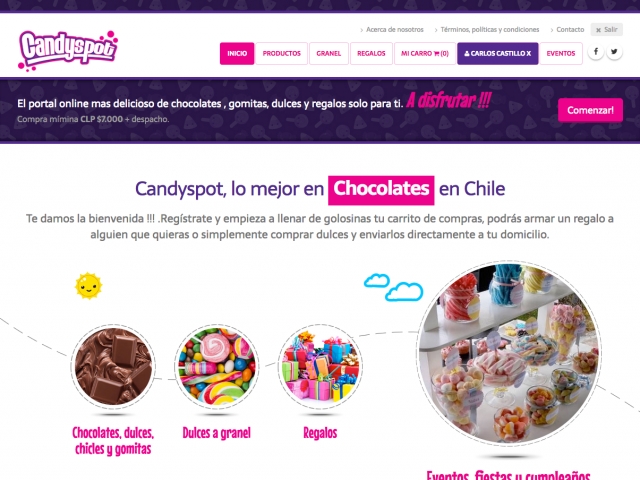 Acerca de nosotros
Términos, políticas y condiciones
Contacto
Salir
Candyspot
INICIO
PRODUCTOS
GRANEL
REGALOS
MI CARRO (0)
CARLOS CASTILLO X
EVENTOS
El portal online mas delicioso de chocolates , gomitas, dulces y regalos solo para ti. A disfrutar !!!
Compra mímina CLP $7.000 + despacho.
Comenzar!
Candyspot, lo mejor en Chocolates en Chile
Te damos la bienvenida !!! .Regístrate y empieza a llenar de golosinas tu carrito de compras, podrás armar un regalo a
alguien que quieras o simplemente comprar dulces y enviarlos directamente a tu domicilio.
Chocolates, dulces,
chicles y gomitas
Dulces a granel
Regalos
Eventos, fiestas y cumpleaños